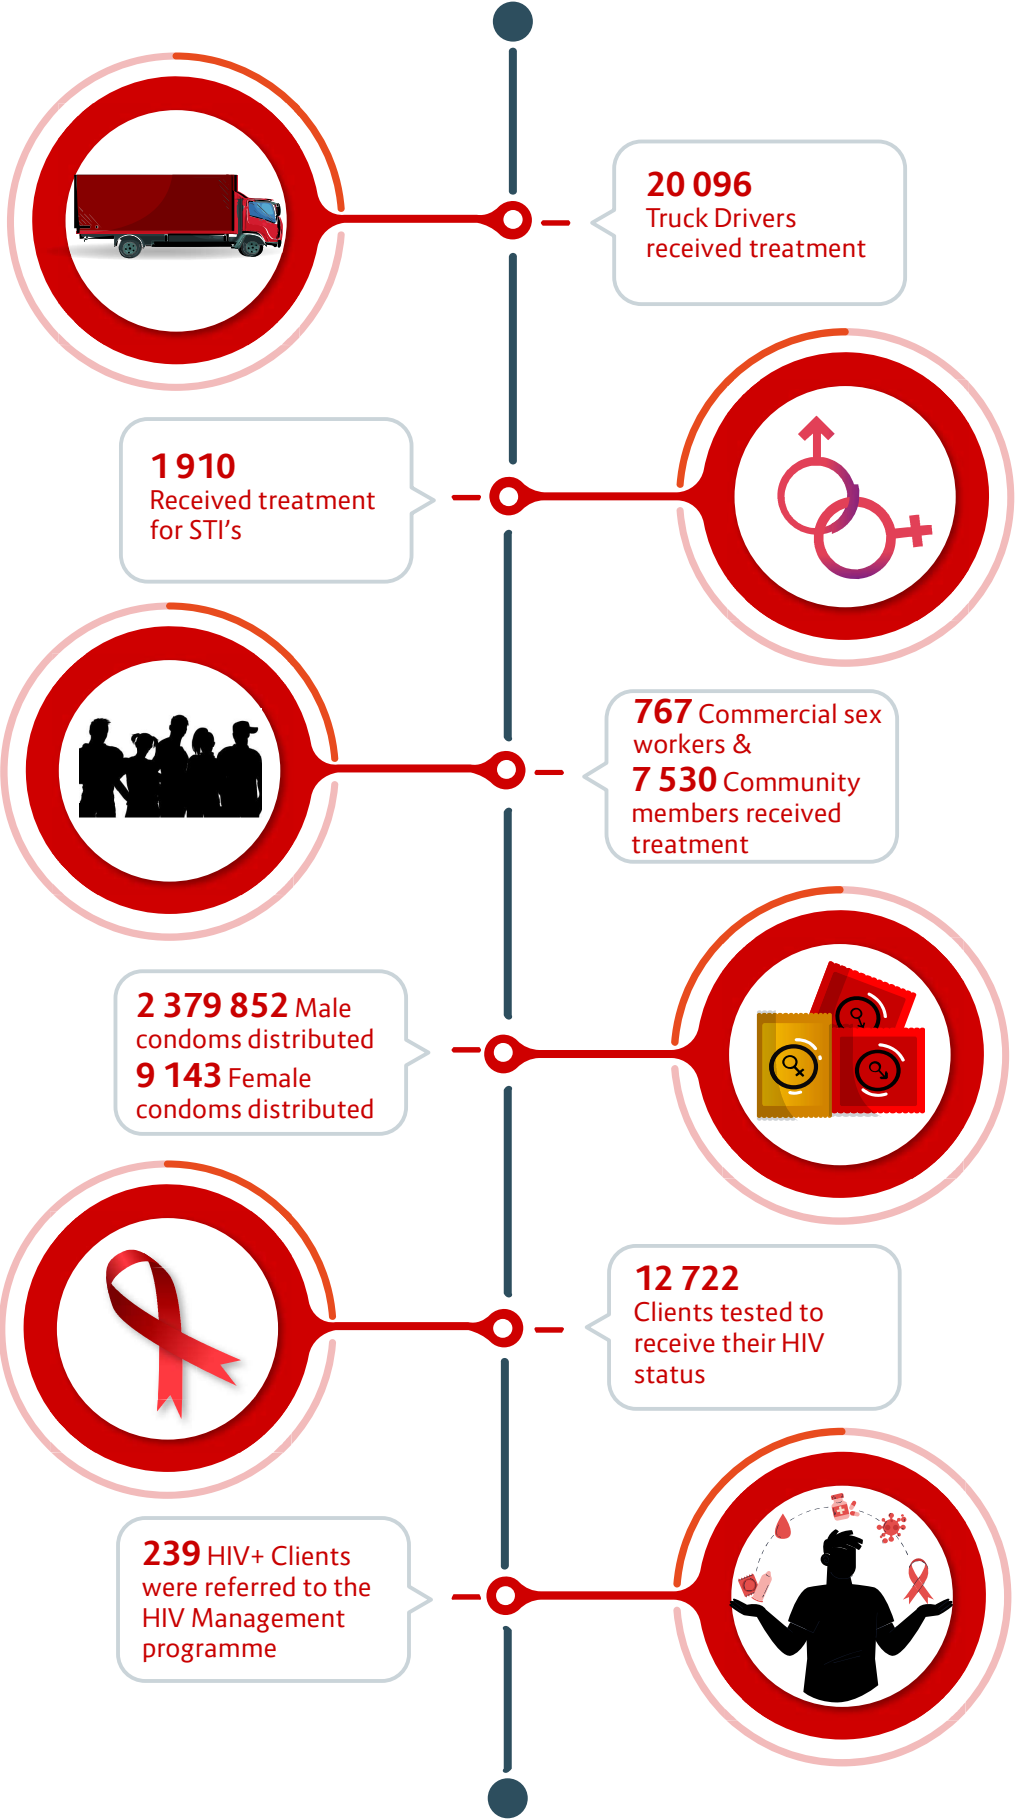 20 096
Truck Drivers
received treatment
1 910
Received treatment
for STI's
767 Commercial sex
workers &
7 530 Community
members received
treatment
2 379 852 Male
condoms distributed
9 143 Female
condoms distributed
12 722
Clients tested to
receive their HIV
status
239 HIV+ Clients
were referred to the
HIV Management
programme